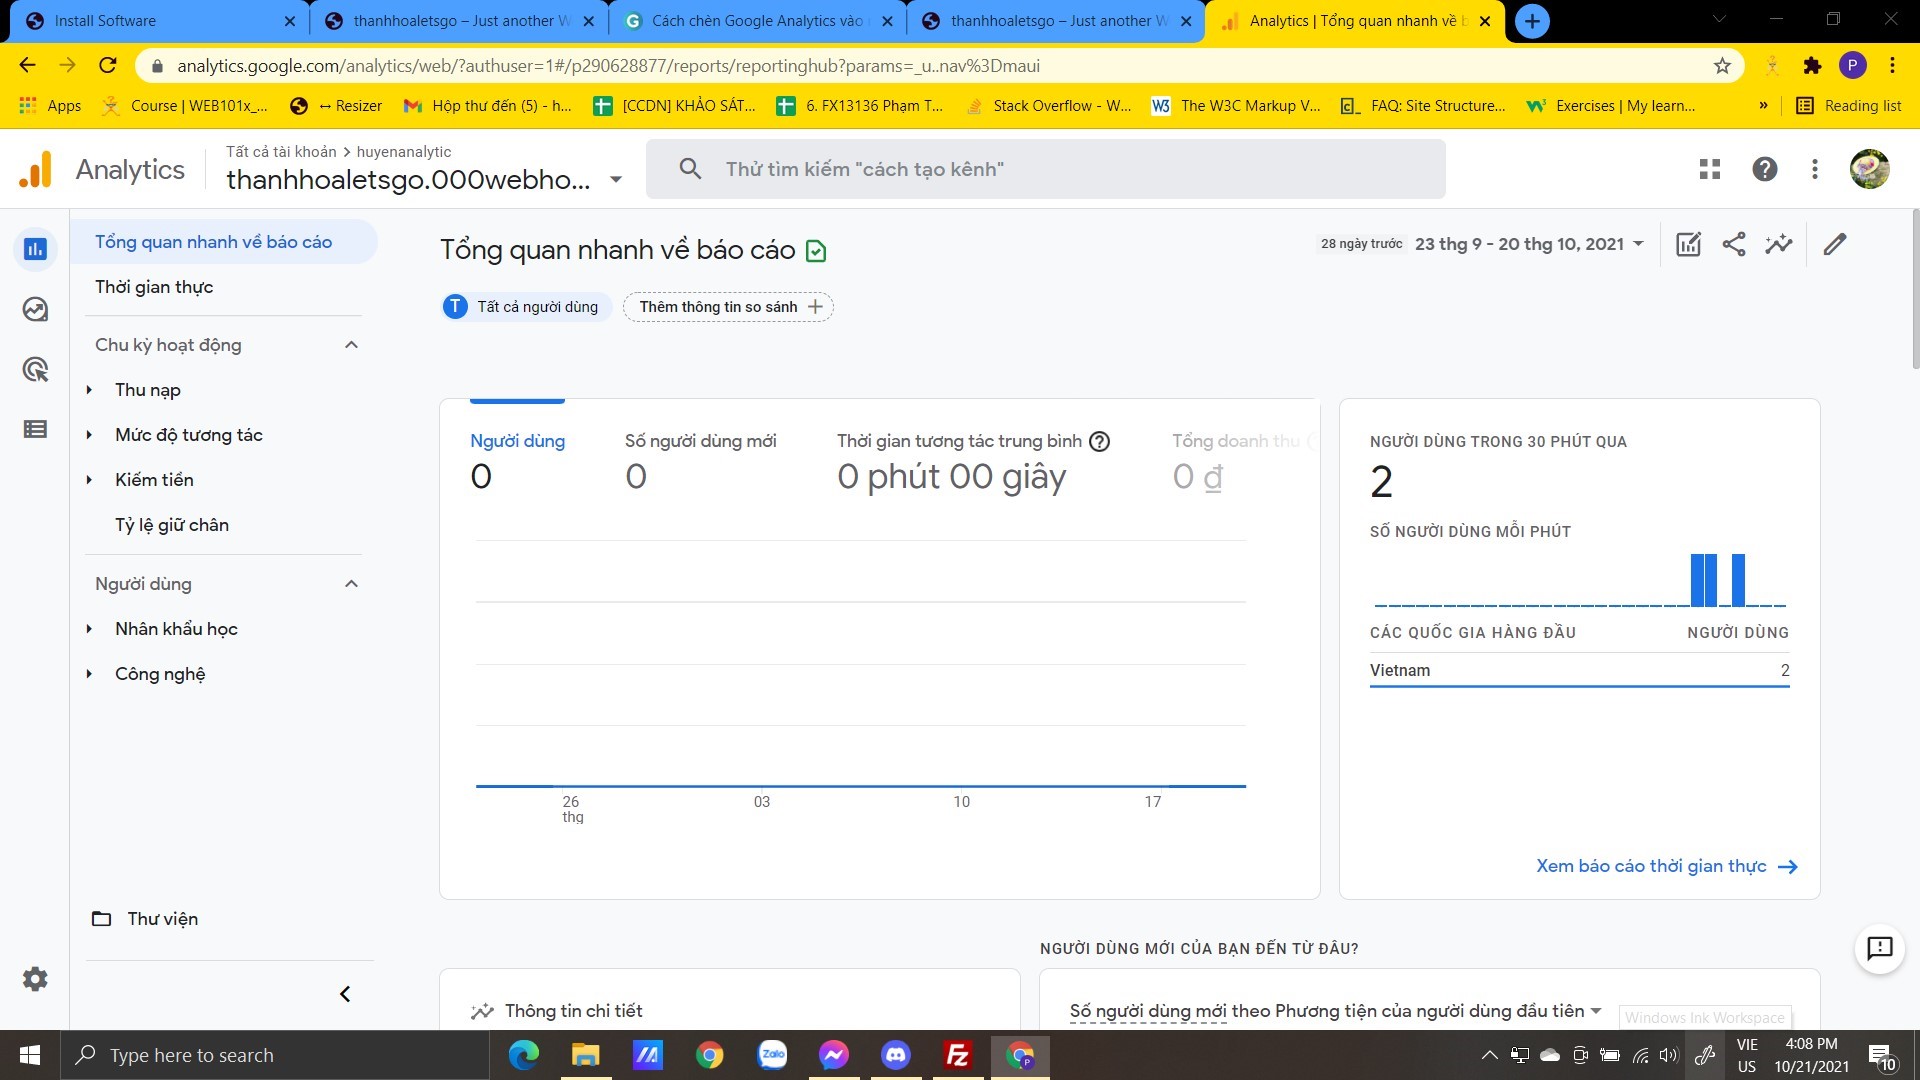 Install Software
thanhhoaletsgo – Just another W
Cách chèn Google Analytics vào
thanhhoaletsgo – Just another W
Analytics | Tổng quan nhanh về b
analytics.google.com/analytics/web/?authuser=1#/p290628877/reports/reportinghub?params=_u..nav%3Dmaui
P
Apps
Course | WEB101x_...
↔ Resizer
Hộp thư đến (5) - h...
[CCDN] KHẢO SÁT...
6. FX13136 Phạm T...
Stack Overflow - W...
The W3C Markup V...
FAQ: Site Structure...
Exercises | My learn...
»
Reading list
Analytics
Tất cả tài khoản > huyenanalytic
thanhhoaletsgo.000webho...
Thử tìm kiếm "cách tạo kênh"
Tổng quan nhanh về báo cáo
Thời gian thực
Chu kỳ hoạt động
Thu nạp
Mức độ tương tác
Kiếm tiền
Tỷ lệ giữ chân
Người dùng
Nhân khẩu học
Công nghệ
Thư viện
Tổng quan nhanh về báo cáo
28 ngày trước 23 thg 9 - 20 thg 10, 2021
T Tất cả người dùng
Thêm thông tin so sánh +
Người dùng
0
Số người dùng mới
0
Thời gian tương tác trung bình
0 phút 00 giây
Tổng doanh thu
0 ₫
26
thg
03
10
17
NGƯỜI DÙNG TRONG 30 PHÚT QUA
2
SỐ NGƯỜI DÙNG MỖI PHÚT
CÁC QUỐC GIA HÀNG ĐẦU NGƯỜI DÙNG
Vietnam 2
Xem báo cáo thời gian thực →
Thông tin chi tiết
NGƯỜI DÙNG MỚI CỦA BẠN ĐẾN TỪ ĐÂU?
Số người dùng mới theo Phương tiện của người dùng đầu tiên
Windows Ink Workspace
Type here to search
Zalo
VIE
US
4:08 PM
10/21/2021
10